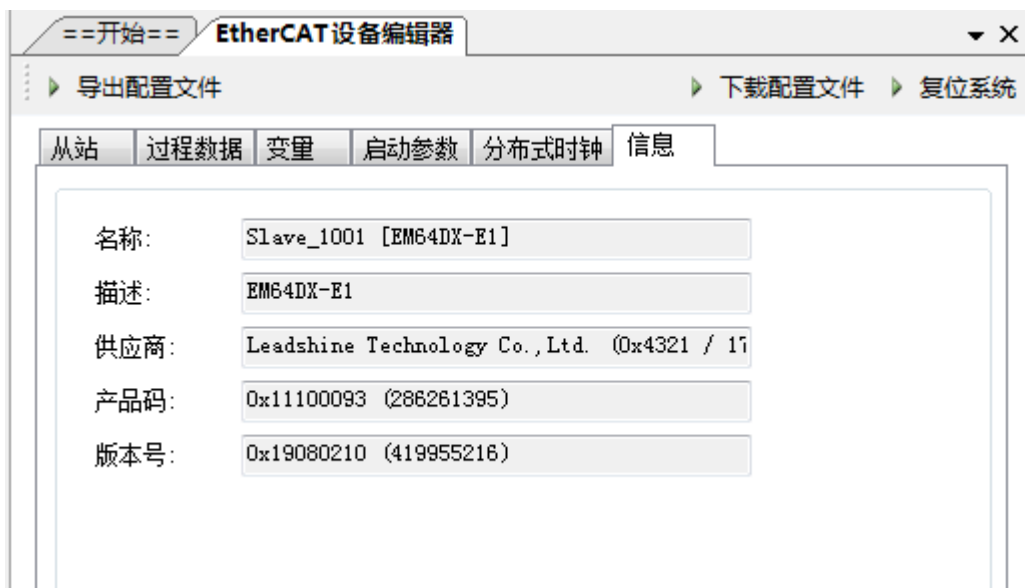 ==开始== EtherCAT设备编辑器
导出配置文件 下载配置文件 复位系统
从站 过程数据 变量 启动参数 分布式时钟 信息
名称: Slave_1001 [EM64DX-E1]
描述: EM64DX-E1
供应商: Leadshine Technology Co.,Ltd. (0x4321 / 17
产品码: 0x11100093 (286261395)
版本号: 0x19080210 (419955216)